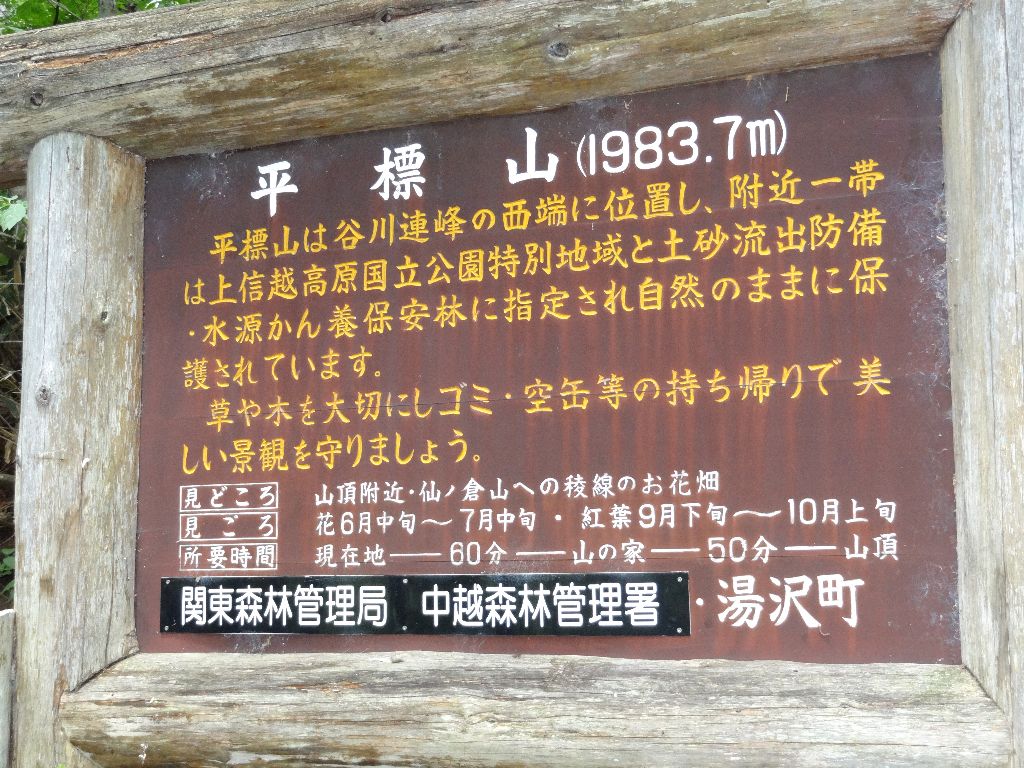 平標山(1983.7m)
平標山は谷川連峰の西端に位置し、附近一帯
は上信越高原国立公園特別地域と土砂流出防備
・水源かん養保安林に指定され自然のままに保
護されています。
草や木を大切にしゴミ・空缶等の持ち帰りで美
しい景観を守りましょう。
見どころ 山頂附近・仙ノ倉山への稜線のお花畑
見ごろ 花6月中旬～7月中旬・紅葉9月下旬～10月上旬
所要時間 現在地――60分――山の家――50分――山頂
関東森林管理局 中越森林管理署・湯沢町